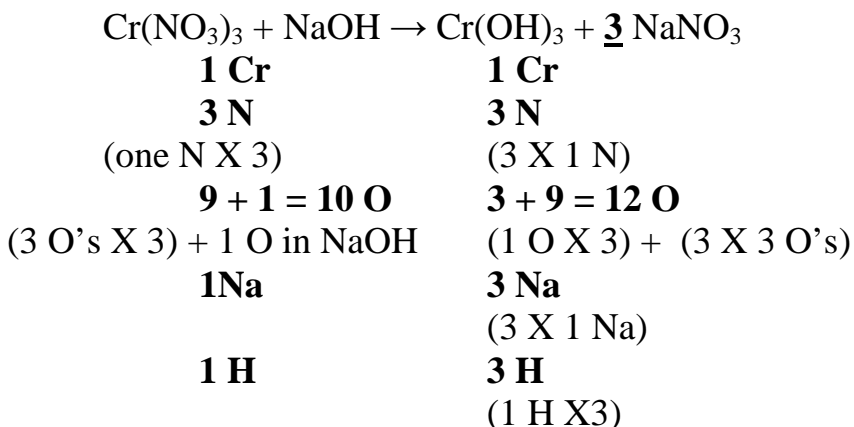 Cr(NO₃)₃ + NaOH → Cr(OH)₃ + 3 NaNO₃
1 Cr 1 Cr
3 N 3 N
(one N X 3) (3 X 1 N)
9 + 1 = 10 O 3 + 9 = 12 O
(3 O’s X 3) + 1 O in NaOH (1 O X 3) + (3 X 3 O’s)
1Na 3 Na
(3 X 1 Na)
1 H 3 H
(1 H X3)